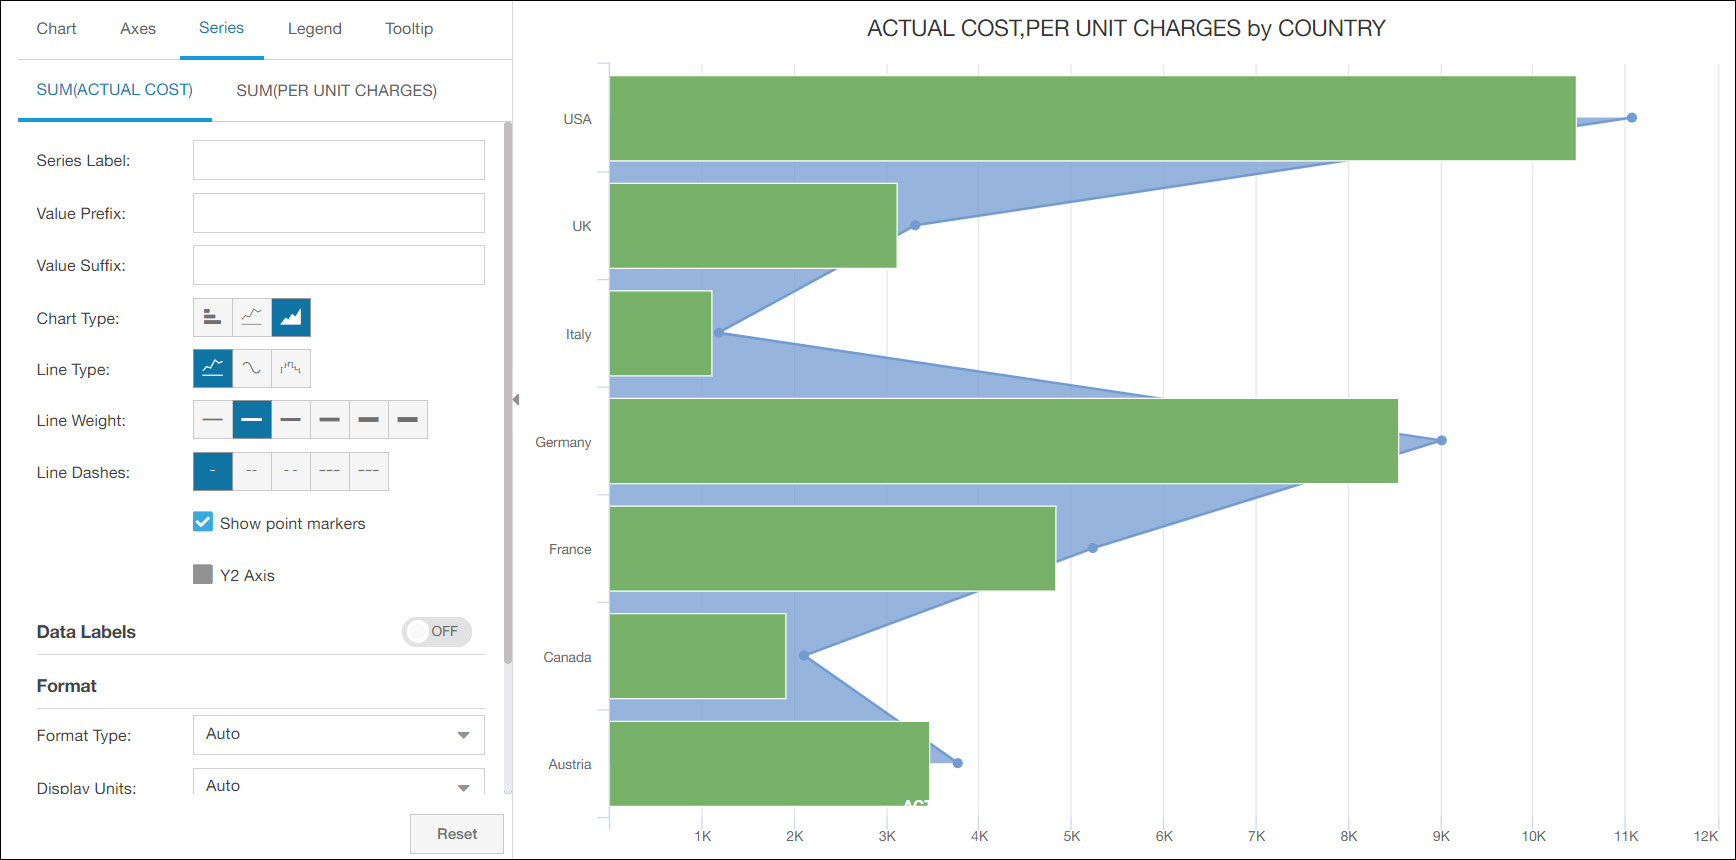 Chart Axes Series Legend Tooltip
SUM(ACTUAL COST) SUM(PER UNIT CHARGES)
Series Label:
Value Prefix:
Value Suffix:
Chart Type:
Line Type:
Line Weight:
Line Dashes:
Show point markers
Y2 Axis
Data Labels OFF
Format
Format Type: Auto
Display Units: Auto
Reset
ACTUAL COST,PER UNIT CHARGES by COUNTRY
USA
UK
Italy
Germany
France
Canada
Austria
1K 2K 3K 4K 5K 6K 7K 8K 9K 10K 11K 12K